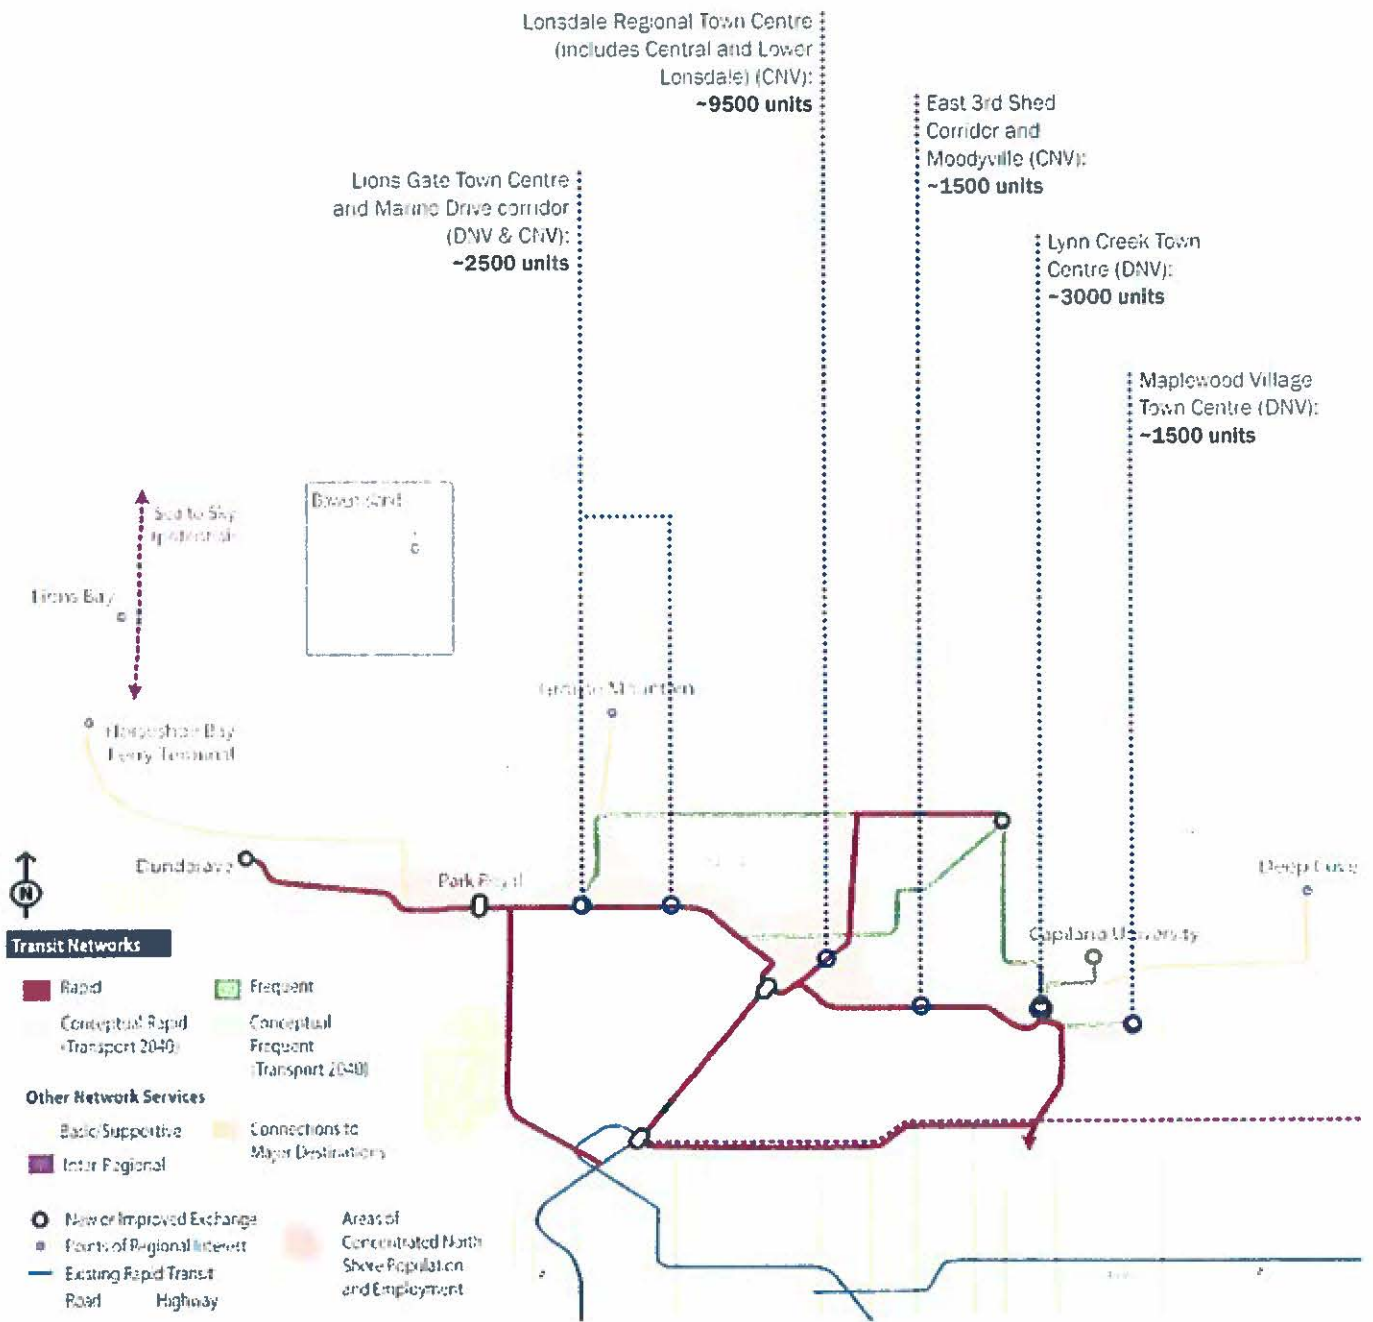 Lonsdale Regional Town Centre
(includes Central and Lower
Lonsdale) (CNV):
~9500 units
East 3rd Shed
Corridor and
Moodyville (CNV):
~1500 units
Lions Gate Town Centre
and Marine Drive corridor
(DNV & CNV):
~2500 units
Lynn Creek Town
Centre (DNV):
~3000 units
Maplewood Village
Town Centre (DNV):
~1500 units
Sea to Sky
(potential)
Bowen Island
Lions Bay
Grouse Mountain
Horseshoe Bay
Ferry Terminal
Dundarave
Park Royal
Deep Cove
Capilano University
N
Transit Networks
Rapid
Frequent
Conceptual Rapid
(Transport 2040)
Conceptual
Frequent
(Transport 2040)
Other Network Services
Basic/Supportive
Connections to
Major Destinations
Inter Regional
New or Improved Exchange
Points of Regional Interest
Existing Rapid Transit
Road Highway
Areas of
Concentrated North
Shore Population
and Employment